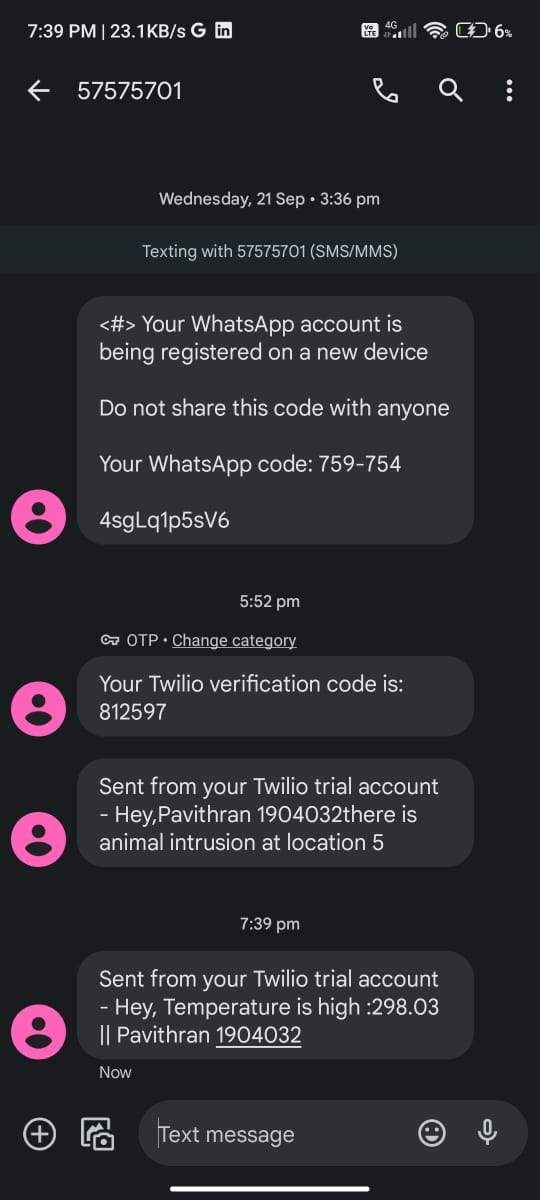 7:39 PM | 23.1KB/s G in Vo LTE 4G 6%
57575701
Wednesday, 21 Sep • 3:36 pm
Texting with 57575701 (SMS/MMS)
<#> Your WhatsApp account is
being registered on a new device
Do not share this code with anyone
Your WhatsApp code: 759-754
4sgLq1p5sV6
5:52 pm
OTP • Change category
Your Twilio verification code is:
812597
Sent from your Twilio trial account
- Hey,Pavithran 1904032there is
animal intrusion at location 5
7:39 pm
Sent from your Twilio trial account
- Hey, Temperature is high :298.03
|| Pavithran 1904032
Now
Text message